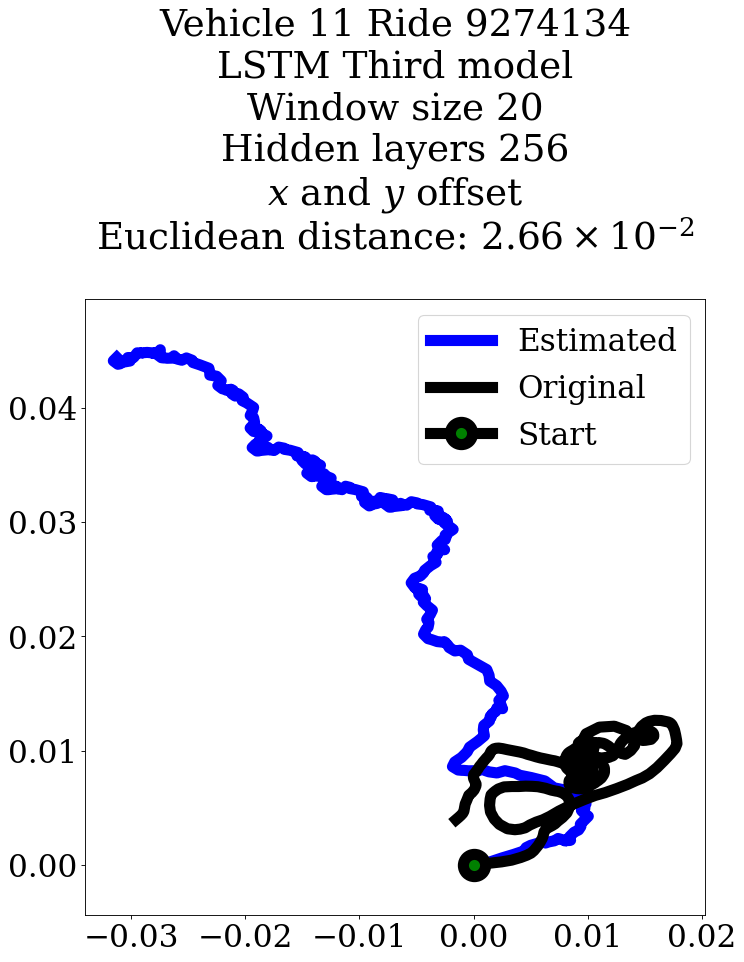 Vehicle 11 Ride 9274134
LSTM Third model
Window size 20
Hidden layers 256
x and y offset
Euclidean distance: 2.66 × 10⁻²
Estimated
Original
Start
0.04
0.03
0.02
0.01
0.00
−0.03 −0.02 −0.01 0.00 0.01 0.02